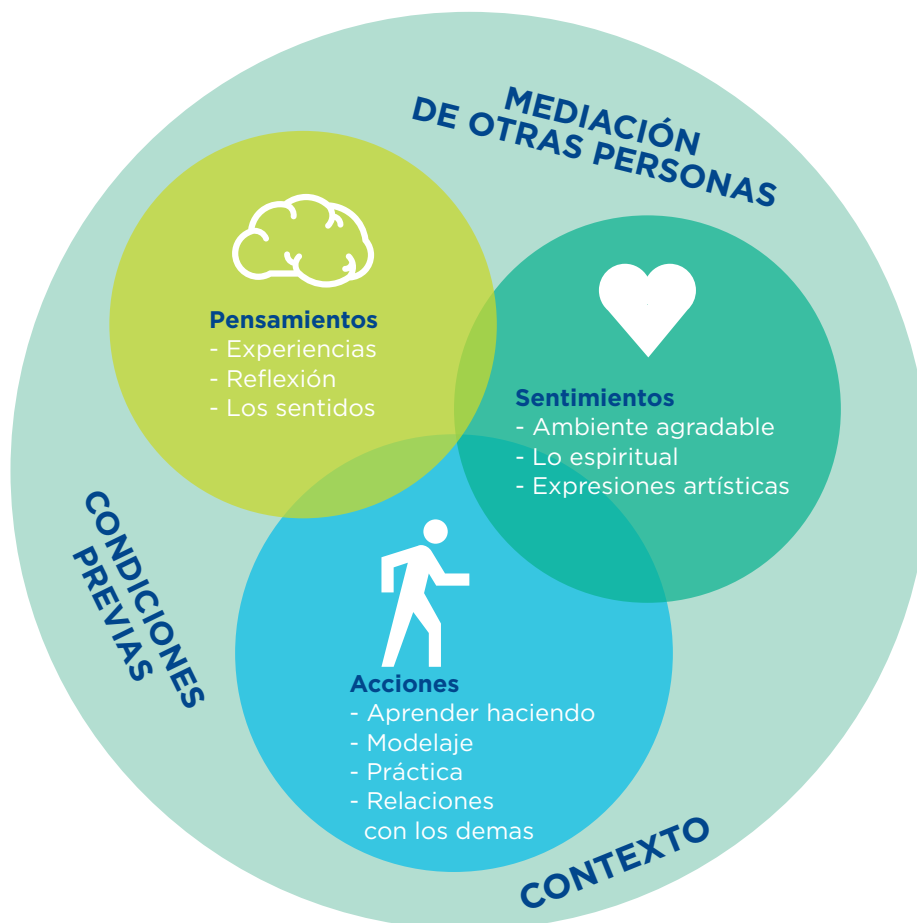 MEDIACIÓN
DE OTRAS PERSONAS
Pensamientos
- Experiencias
- Reflexión
- Los sentidos
Sentimientos
- Ambiente agradable
- Lo espiritual
- Expresiones artísticas
CONDICIONES
PREVIAS
Acciones
- Aprender haciendo
- Modelaje
- Práctica
- Relaciones
con los demas
CONTEXTO